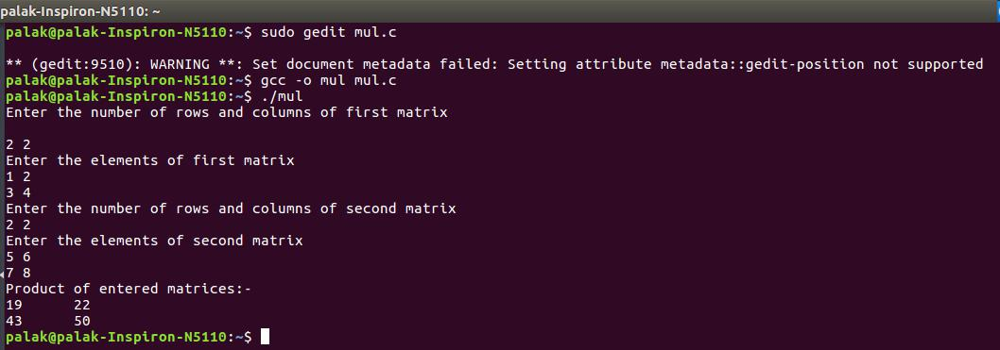 palak-Inspiron-N5110: ~
palak@palak-Inspiron-N5110:~$ sudo gedit mul.c
** (gedit:9510): WARNING **: Set document metadata failed: Setting attribute metadata::gedit-position not supported
palak@palak-Inspiron-N5110:~$ gcc -o mul mul.c
palak@palak-Inspiron-N5110:~$ ./mul
Enter the number of rows and columns of first matrix
2 2
Enter the elements of first matrix
1 2
3 4
Enter the number of rows and columns of second matrix
2 2
Enter the elements of second matrix
5 6
7 8
Product of entered matrices:-
19 22
43 50
palak@palak-Inspiron-N5110:~$